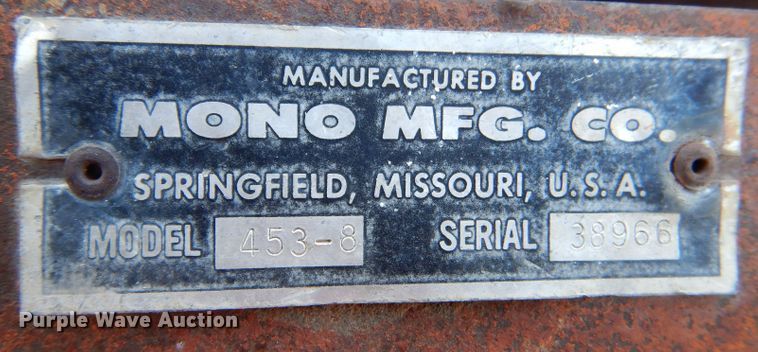 MANUFACTURED BY
MONO MFG. CO.
SPRINGFIELD, MISSOURI, U.S.A.
MODEL 453-8 SERIAL 38966
Purple Wave Auction